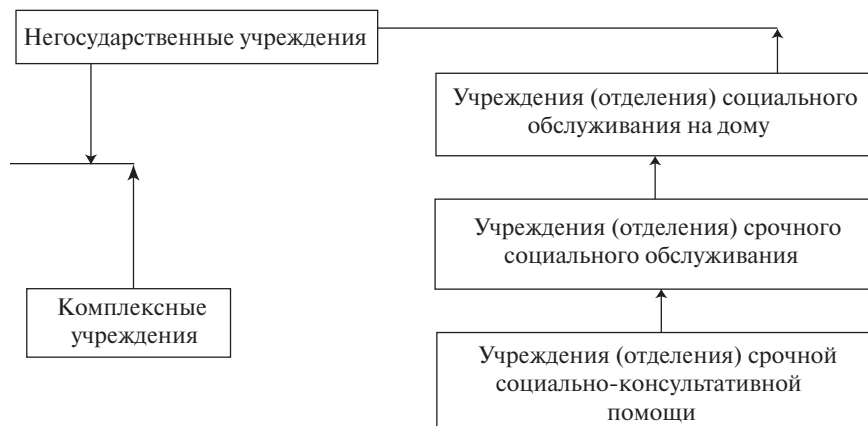 Негосударственные учреждения
Учреждения (отделения) социального
обслуживания на дому
Учреждения (отделения) срочного
социального обслуживания
Комплексные
учреждения
Учреждения (отделения) срочной
социально-консультативной
помощи